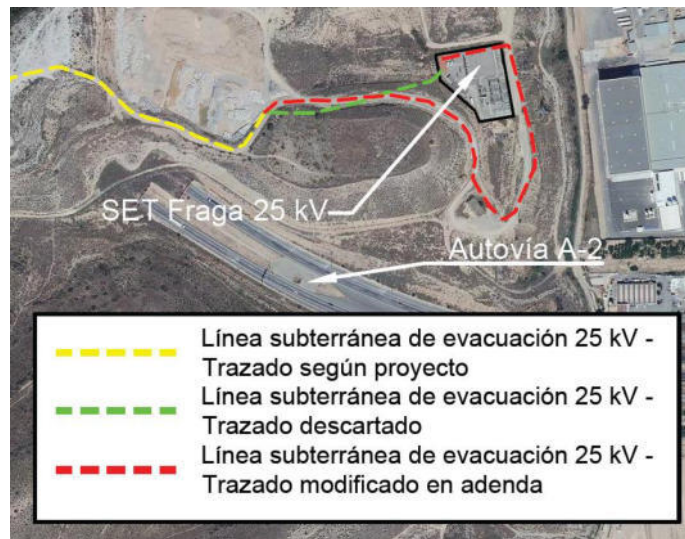 SET Fraga 25 kV
Autovía A-2
Línea subterránea de evacuación 25 kV -
Trazado según proyecto
Línea subterránea de evacuación 25 kV -
Trazado descartado
Línea subterránea de evacuación 25 kV -
Trazado modificado en adenda